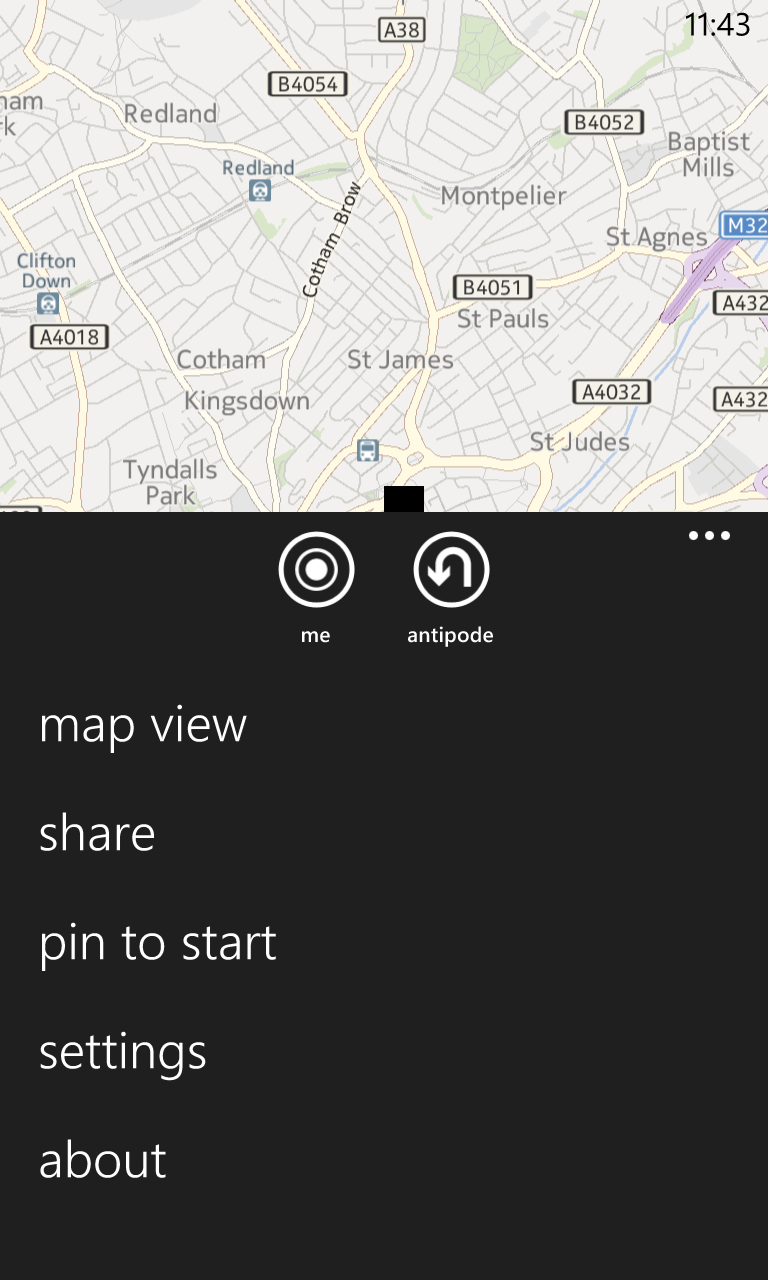 11:43
A38
B4054
Redland
B4052
Baptist
Mills
Redland
Montpelier
M32
St Agnes
Cotham Brow
Clifton
Down
B4051
A432
St Pauls
A4018
Cotham
St James
A4032
A432
Kingsdown
St Judes
Tyndalls
Park
me
antipode
map view
share
pin to start
settings
about